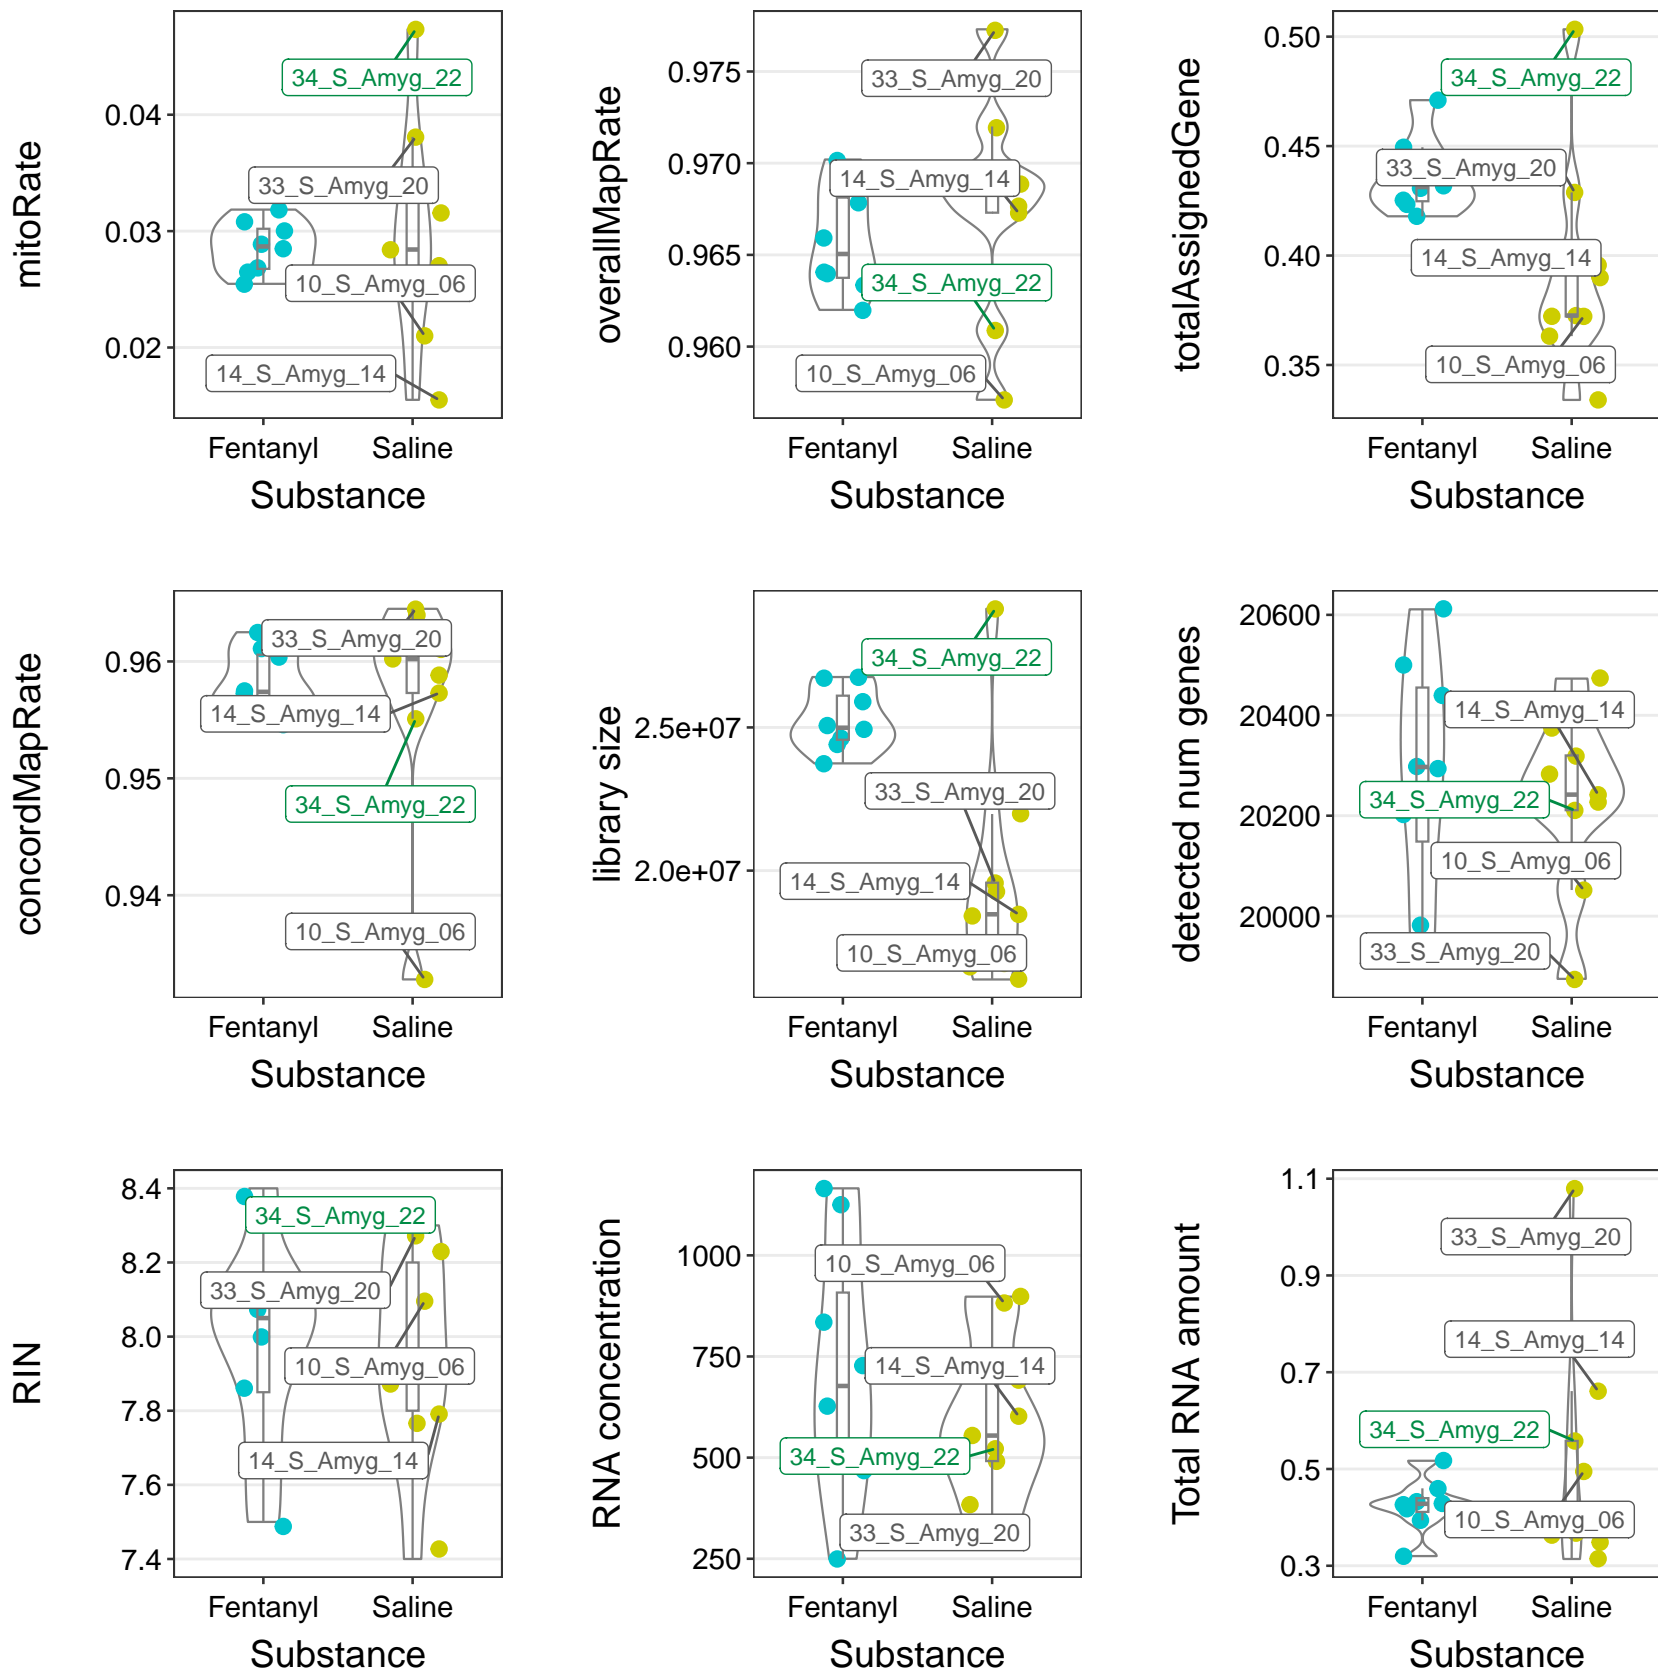 mitoRate
0.04
0.03
0.02
34_S_Amyg_22
33_S_Amyg_20
10_S_Amyg_06
14_S_Amyg_14
Fentanyl Saline
Substance
overallMapRate
0.975
0.970
0.965
0.960
33_S_Amyg_20
14_S_Amyg_14
34_S_Amyg_22
10_S_Amyg_06
Fentanyl Saline
Substance
totalAssignedGene
0.50
0.45
0.40
0.35
34_S_Amyg_22
33_S_Amyg_20
14_S_Amyg_14
10_S_Amyg_06
Fentanyl Saline
Substance
concordMapRate
0.96
0.95
0.94
33_S_Amyg_20
14_S_Amyg_14
34_S_Amyg_22
10_S_Amyg_06
Fentanyl Saline
Substance
library size
2.5e+07
2.0e+07
34_S_Amyg_22
33_S_Amyg_20
14_S_Amyg_14
10_S_Amyg_06
Fentanyl Saline
Substance
detected num genes
20600
20400
20200
20000
14_S_Amyg_14
34_S_Amyg_22
10_S_Amyg_06
33_S_Amyg_20
Fentanyl Saline
Substance
RIN
8.4
8.2
8.0
7.8
7.6
7.4
34_S_Amyg_22
33_S_Amyg_20
10_S_Amyg_06
14_S_Amyg_14
Fentanyl Saline
Substance
RNA concentration
1000
750
500
250
10_S_Amyg_06
14_S_Amyg_14
34_S_Amyg_22
33_S_Amyg_20
Fentanyl Saline
Substance
Total RNA amount
1.1
0.9
0.7
0.5
0.3
33_S_Amyg_20
14_S_Amyg_14
34_S_Amyg_22
10_S_Amyg_06
Fentanyl Saline
Substance